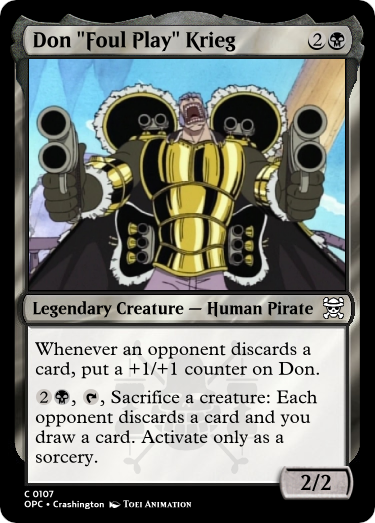 Don "Foul Play" Krieg 2
Legendary Creature — Human Pirate
Whenever an opponent discards a
card, put a +1/+1 counter on Don.
2, , Sacrifice a creature: Each
opponent discards a card and you
draw a card. Activate only as a
sorcery.
2/2
C 0107
OPC • Crashington TOEI ANIMATION